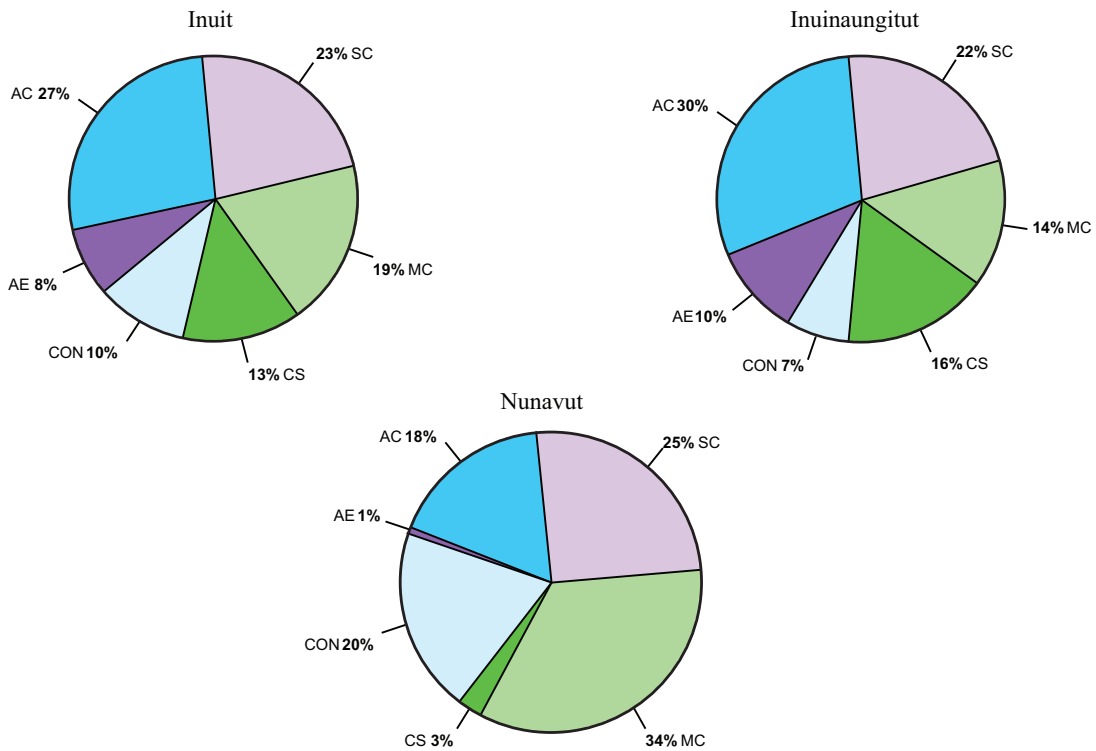 Inuit
23% SC
AC 27%
19% MC
AE 8%
CON 10%
13% CS
Inuinaungitut
22% SC
AC 30%
14% MC
AE 10%
CON 7%
16% CS
Nunavut
AC 18%
25% SC
AE 1%
CON 20%
CS 3%
34% MC